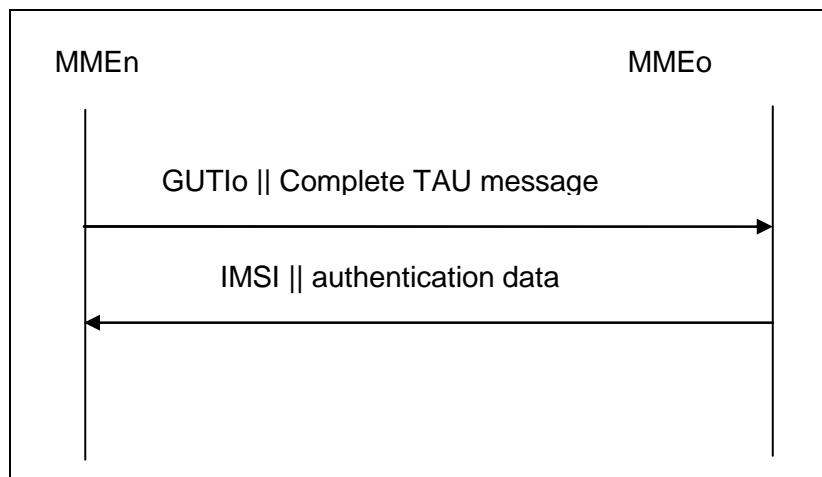 MMEn MMEo
GUTIo || Complete TAU message
IMSI || authentication data